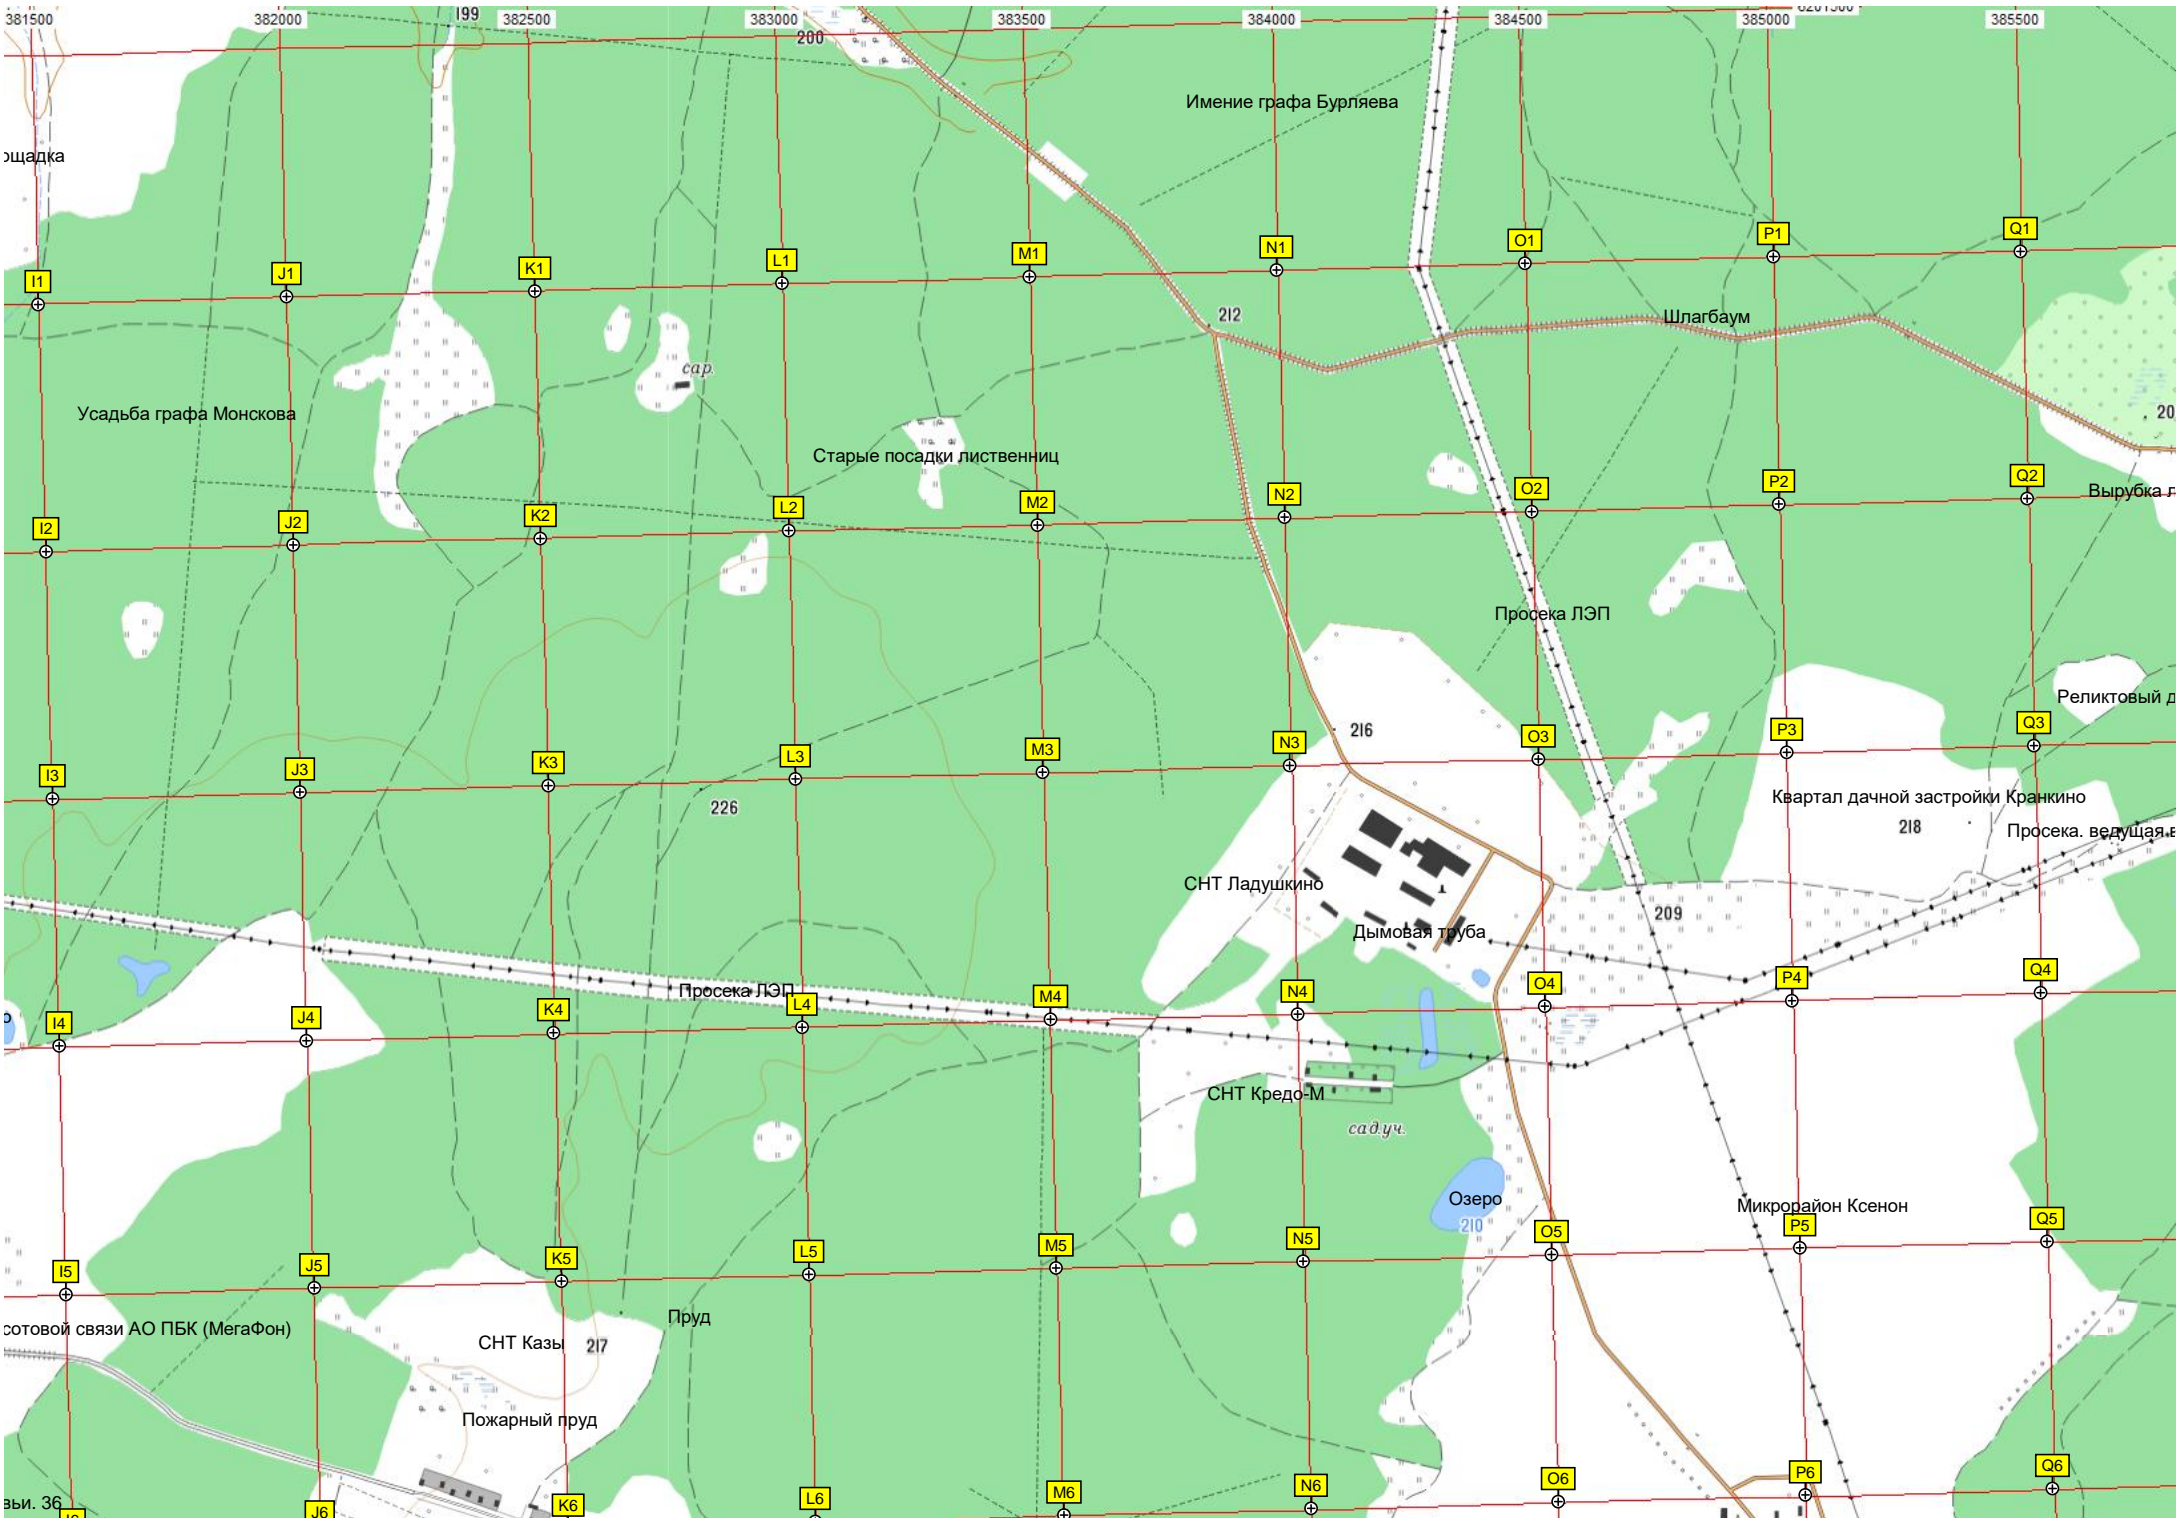 381500 382000 199 382500 383000 383500 384000 384500 385000 6201500 385500
200
Имение графа Бурляева
ощадка
I1 J1 K1 L1 M1 N1 O1 P1 Q1
212
Шлагбаум
сар.
20
Усадьба графа Монскова
Старые посадки лиственниц
Вырубка
I2 J2 K2 L2 M2 N2 O2 P2 Q2
Просека ЛЭП
Реликтовый д
216
I3 J3 K3 L3 M3 N3 O3 P3 Q3
226
Квартал дачной застройки Кранкино
218
Просека. ведущая в
СНТ Ладушкино
209
Дымовая труба
Просека ЛЭП
I4 J4 K4 L4 M4 N4 O4 P4 Q4
о
СНТ Кредо-М
сад.уч.
Озеро
210
Микрорайон Ксенон
I5 J5 K5 L5 M5 N5 O5 P5 Q5
Пруд
сотовой связи АО ПБК (МегаФон)
СНТ Казы 217
Пожарный пруд
вьи. 36
I6 J6 K6 L6 M6 N6 O6 P6 Q6